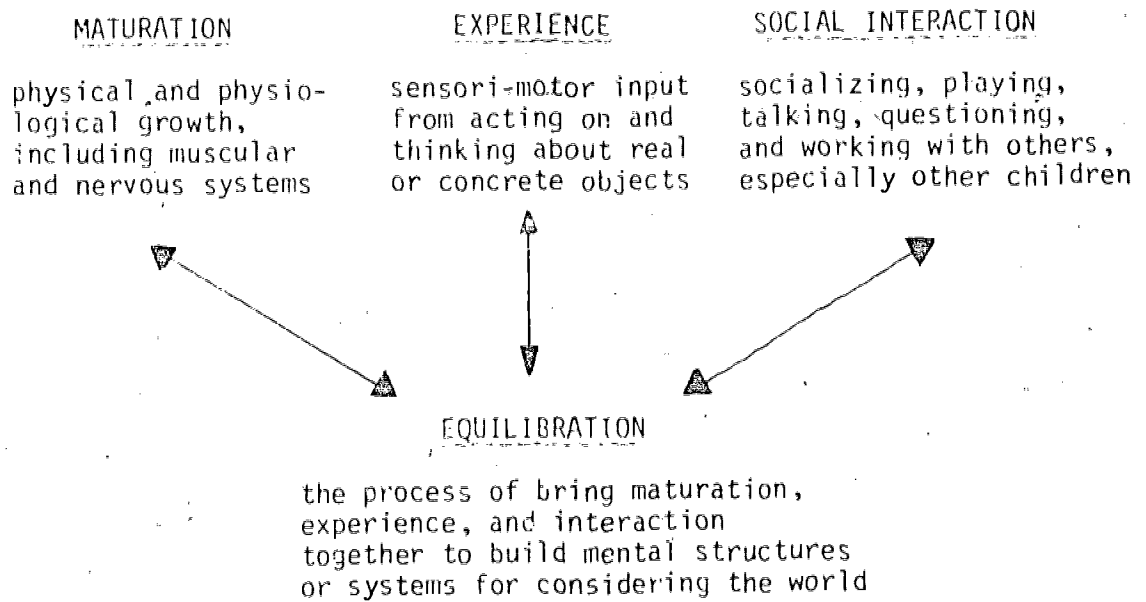 MATURATION
physical and physio-
logical growth,
including muscular
and nervous systems
EXPERIENCE
sensori-motor input
from acting on and
thinking about real
or concrete objects
SOCIAL INTERACTION
socializing, playing,
talking, questioning,
and working with others,
especially other children
EQUILIBRATION
the process of bring maturation,
experience, and interaction
together to build mental structures
or systems for considering the world